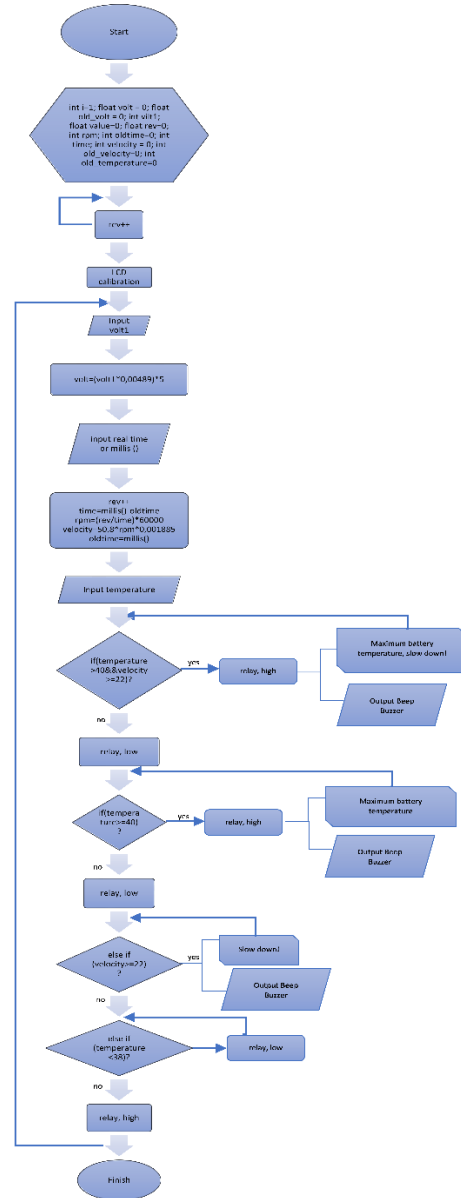 Start
int i=1; float volt = 0; float
old_volt = 0; int vilt1;
float value=0; float rev=0;
int rpm; int oldtime=0; int
time; int velocity = 0; int
old_velocity=0; int
old_temperature=0
rev++
LCD
calibration
Input
volt1
volt=(volt1*0,00489)*5
Input real time
or millis ()
rev++
time=millis() oldtime
rpm=(rev/time)*60000
velocity=50.8*rpm*0,001885
oldtime=millis()
Input temperature
if(temperature
>40&&velocity
>=22)?
yes
relay, high
Maximum battery
temperature, slow down!
Output Beep
Buzzer
no
relay, low
if(tempera
ture>=40)
?
yes
relay, high
Maximum battery
temperature
Output Beep
Buzzer
no
relay, low
else if
(velocity>=22)
?
yes
Slow down!
Output Beep
Buzzer
no
else if
(temperature
<38)?
relay, low
no
relay, high
Finish